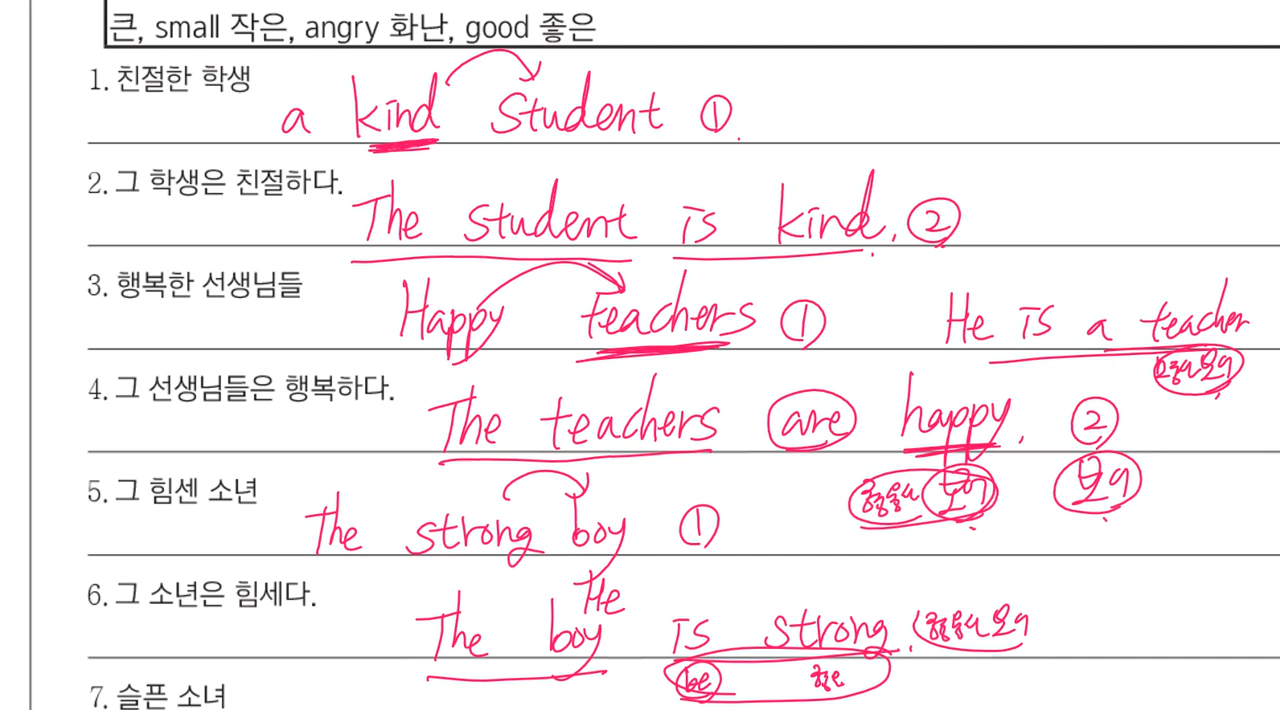 큰, small 작은, angry 화난, good 좋은
1. 친절한 학생
a kind student ①.
2. 그 학생은 친절하다.
The student is kind. ②
3. 행복한 선생님들
Happy teachers ① He is a teacher
명사보어
4. 그 선생님들은 행복하다.
The teachers are happy. ②
형용사 보어 보어
5. 그 힘센 소년
The strong boy ①
6. 그 소년은 힘세다.
He
The boy is strong. (형용사 보어
be
7. 슬픈 소녀